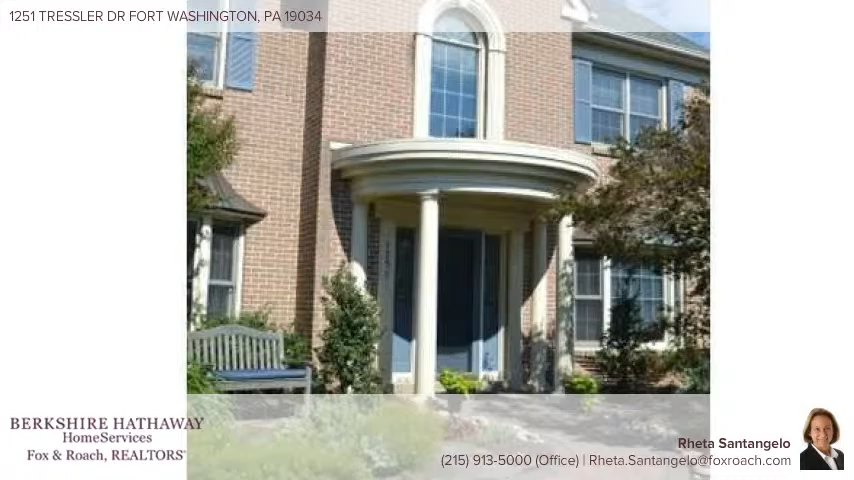 1251 TRESSLER DR FORT WASHINGTON, PA 19034
BERKSHIRE HATHAWAY
HomeServices
Fox & Roach, REALTORS®
Rheta Santangelo
(215) 913-5000 (Office) | Rheta.Santangelo@foxroach.com